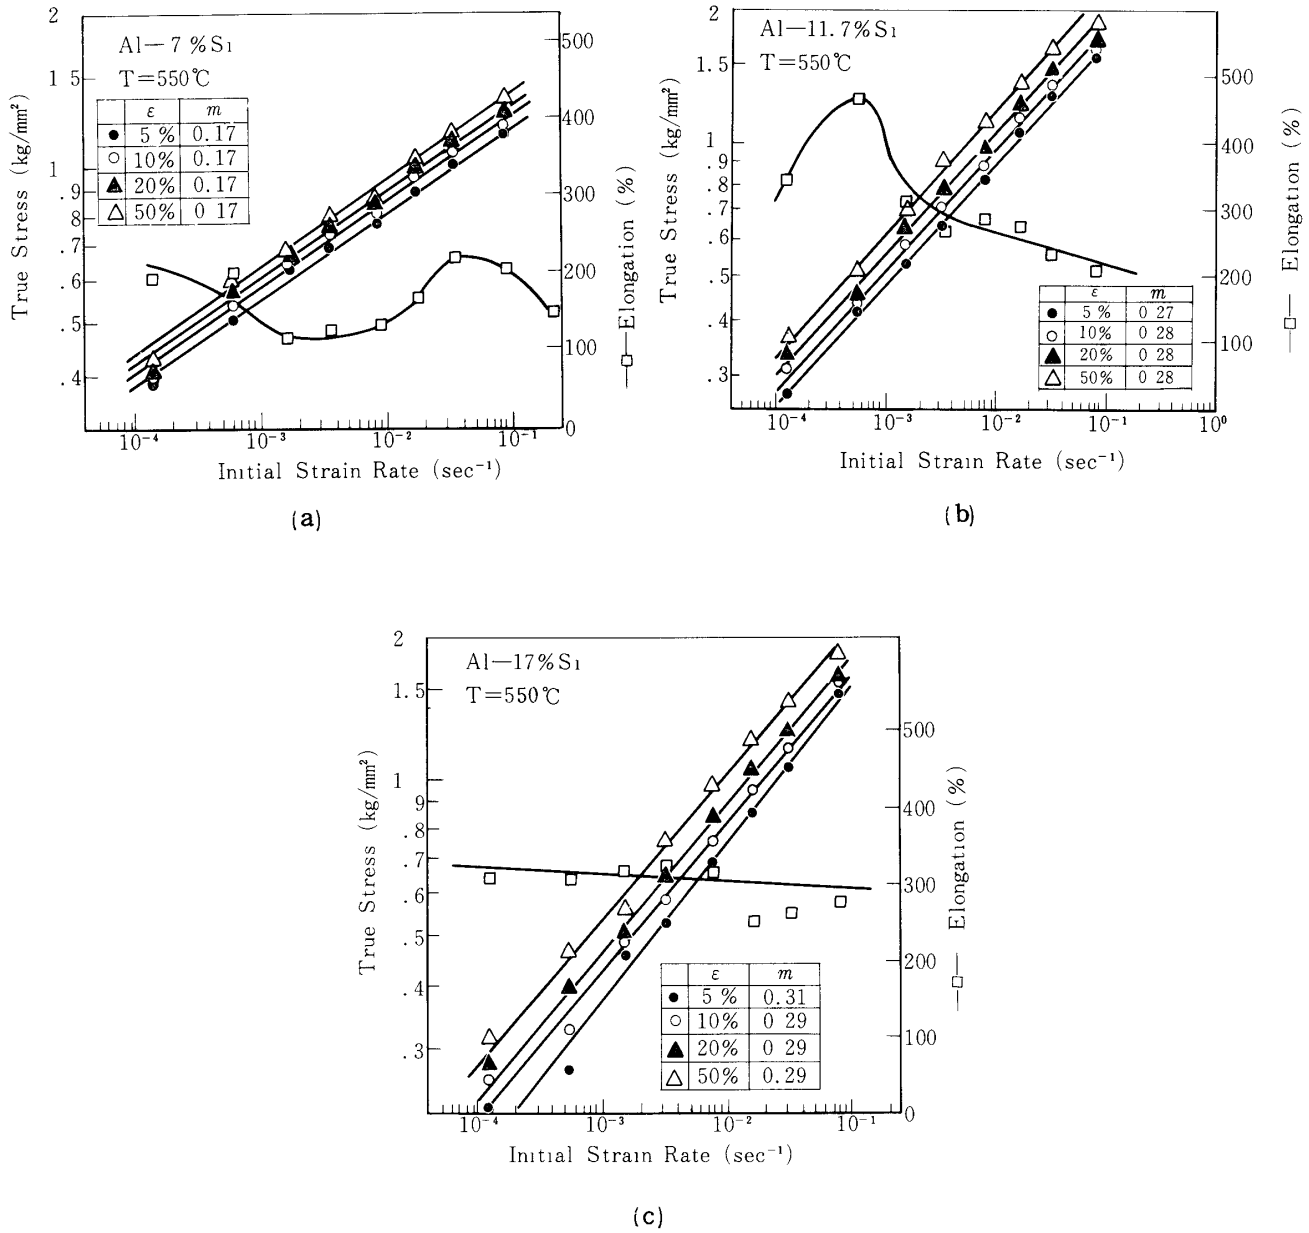 2
1 5
1
.9
.8
.7
.6
.5
.4
True Stress (kg/mm²)
Al－7%Si
T＝550℃
ε m
5% 0.17
10% 0.17
20% 0.17
50% 0 17
500
400
300
200
100
0
—□—Elongation (%)
10⁻⁴ 10⁻³ 10⁻² 10⁻¹
Initial Strain Rate (sec⁻¹)
(a)
2
1.5
1
.9
.8
.7
.6
.5
.4
.3
True Stress (kg/mm²)
Al－11.7%Si
T＝550℃
500
400
300
200
100
—□— Elongation (%)
ε m
5% 0 27
10% 0 28
20% 0 28
50% 0 28
10⁻⁴ 10⁻³ 10⁻² 10⁻¹ 10⁰
Initial Strain Rate (sec⁻¹)
(b)
2
1.5
1
.9
.8
.7
.6
.5
.4
.3
True Stress (kg/mm²)
Al－17%Si
T＝550℃
500
400
300
200
100
0
—□— Elongation (%)
ε m
5% 0.31
10% 0 29
20% 0 29
50% 0.29
10⁻⁴ 10⁻³ 10⁻² 10⁻¹
Initial Strain Rate (sec⁻¹)
(c)